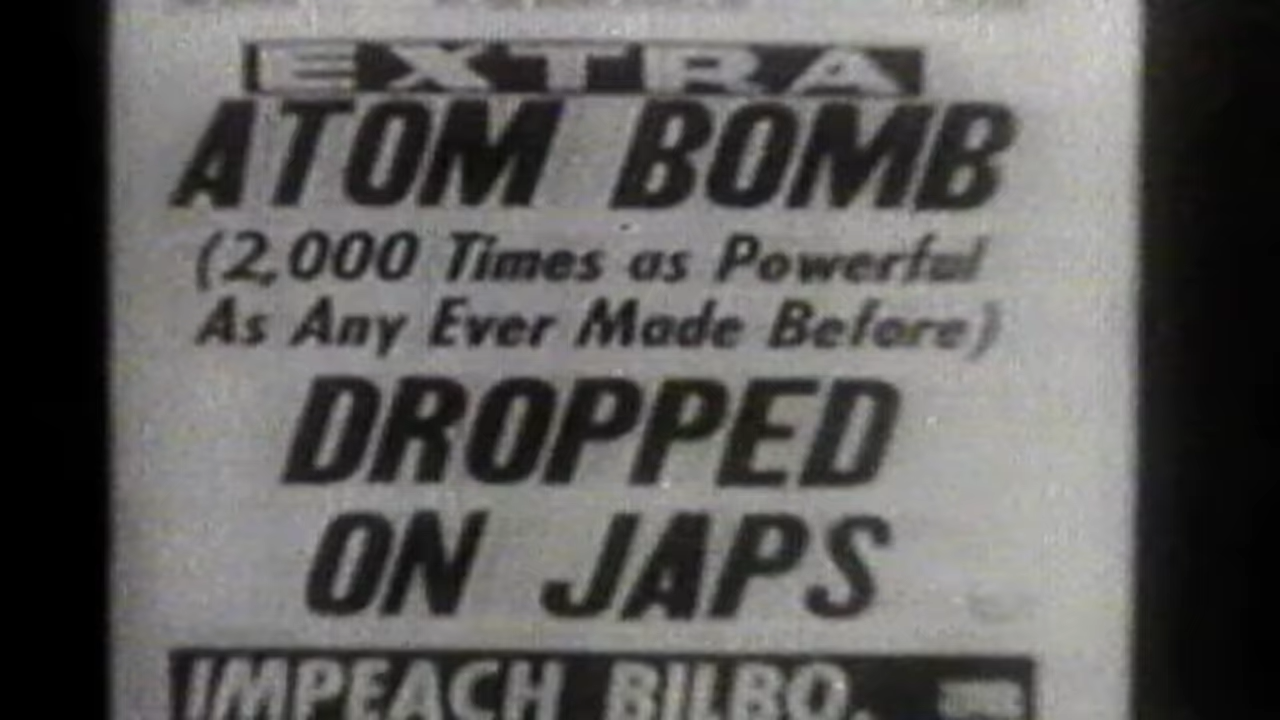 EXTRA
ATOM BOMB
(2,000 Times as Powerful
As Any Ever Made Before)
DROPPED
ON JAPS
IMPEACH BILBO,